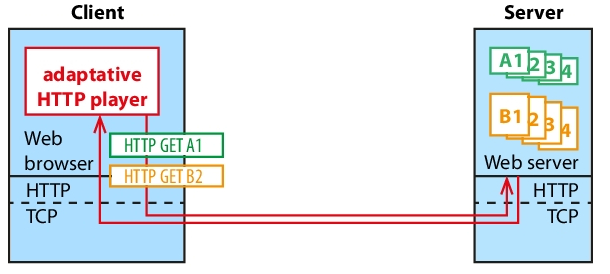 Client
adaptative
HTTP player
Web
browser
HTTP GET A1
HTTP GET B2
HTTP
TCP
Server
A1 2 3 4
B1 2 3 4
Web server
HTTP
TCP